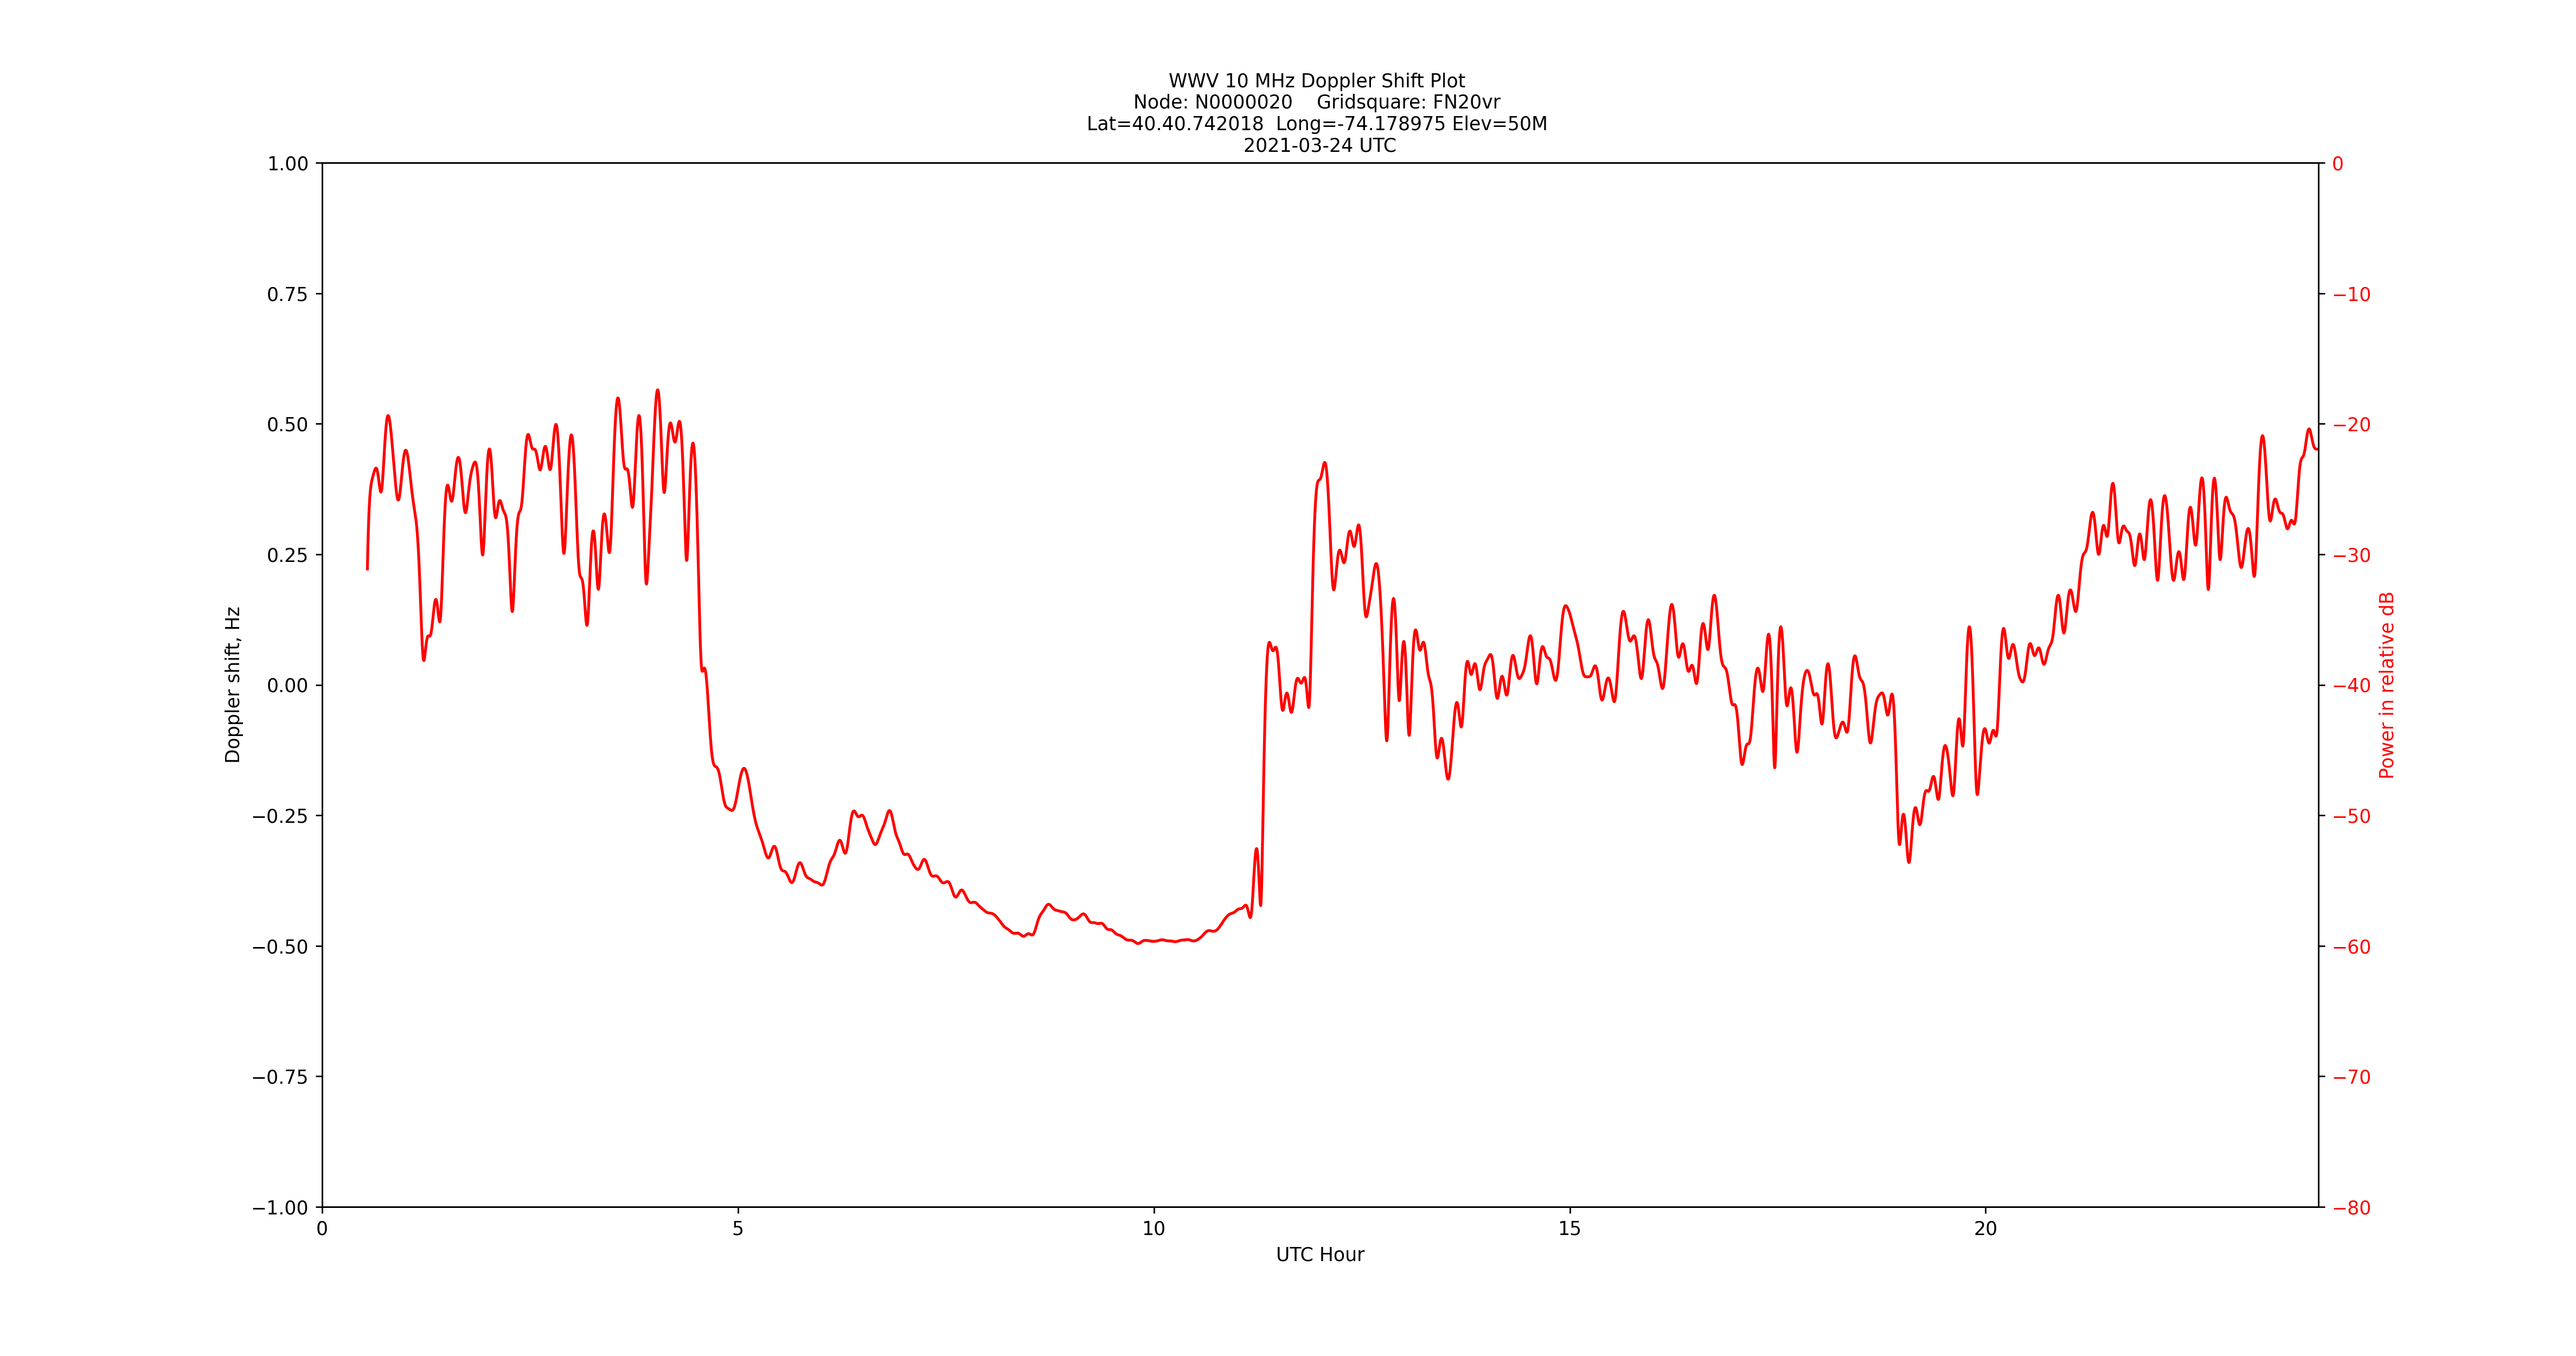 WWV 10 MHz Doppler Shift Plot
Node: N0000020    Gridsquare: FN20vr
Lat=40.40.742018  Long=-74.178975 Elev=50M
2021-03-24 UTC
1.00
0.75
0.50
0.25
0.00
−0.25
−0.50
−0.75
−1.00
Doppler shift, Hz
0
−10
−20
−30
−40
−50
−60
−70
−80
Power in relative dB
0 5 10 15 20
UTC Hour